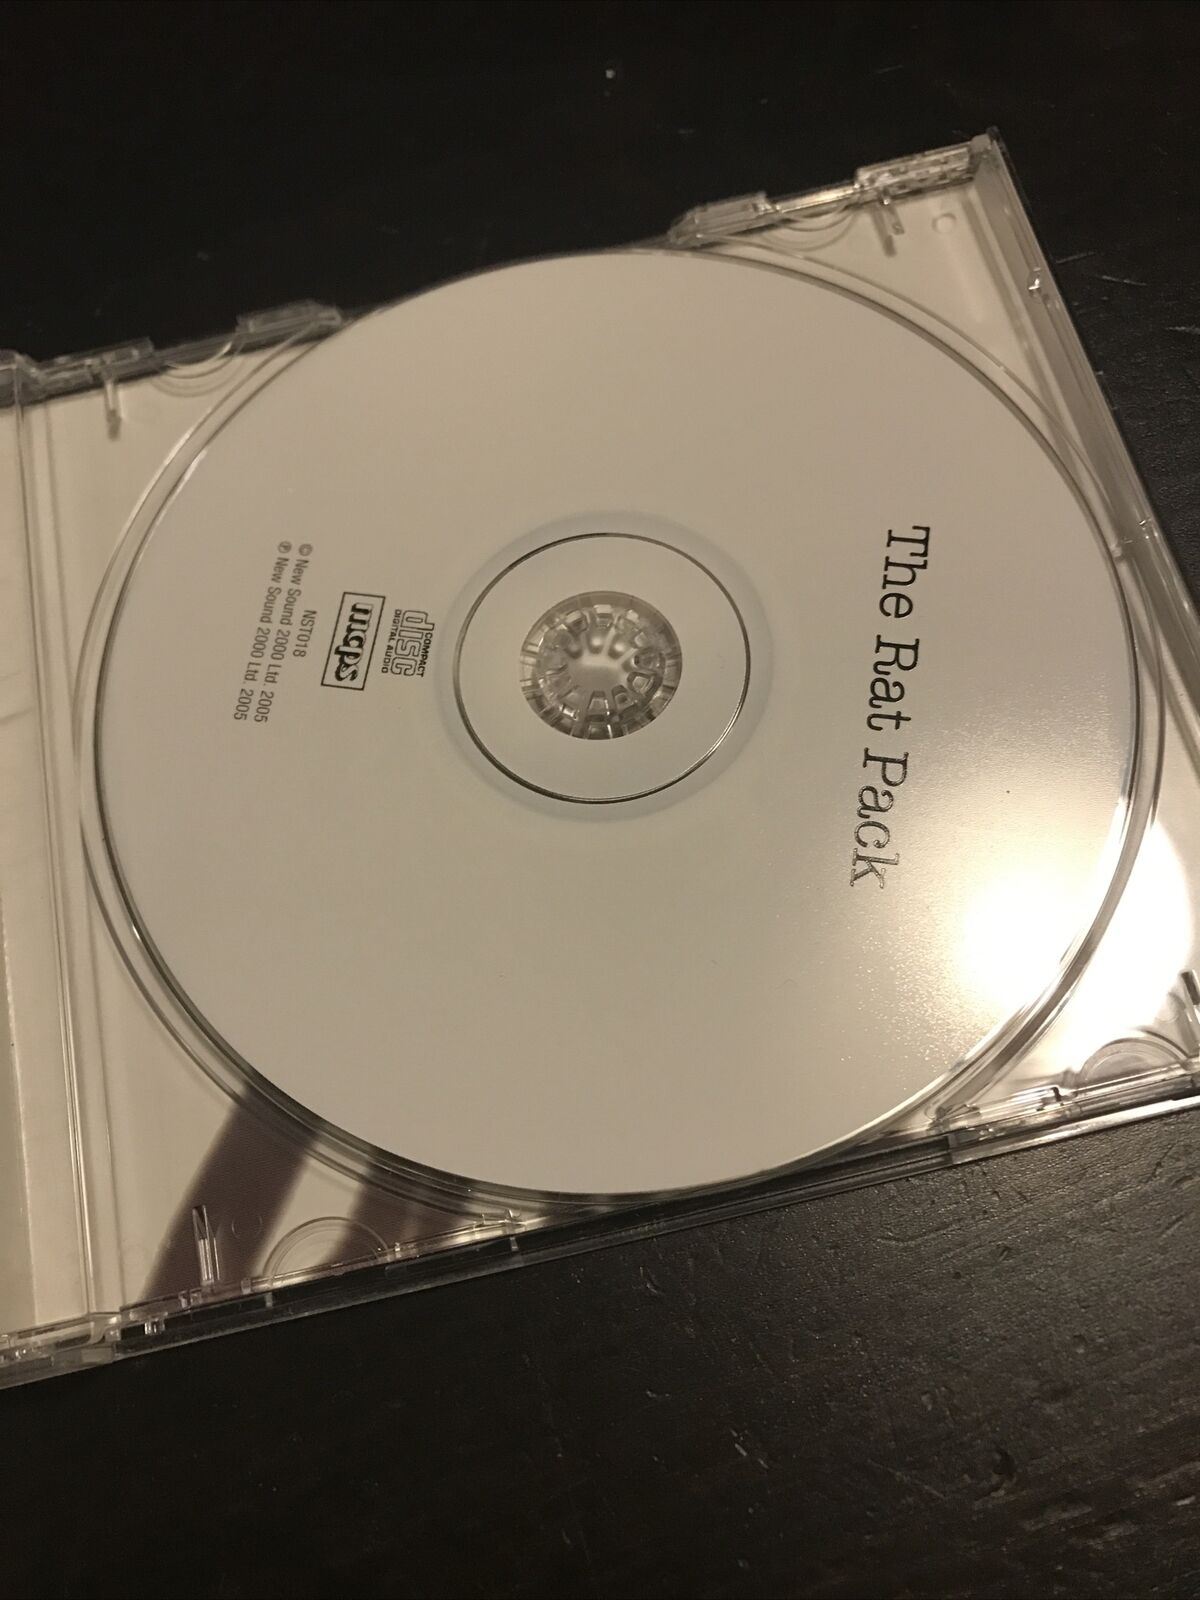 The Rat Pack
COMPACT
disc
DIGITAL AUDIO
mcps
NST018
© New Sound 2000 Ltd. 2005
℗ New Sound 2000 Ltd. 2005